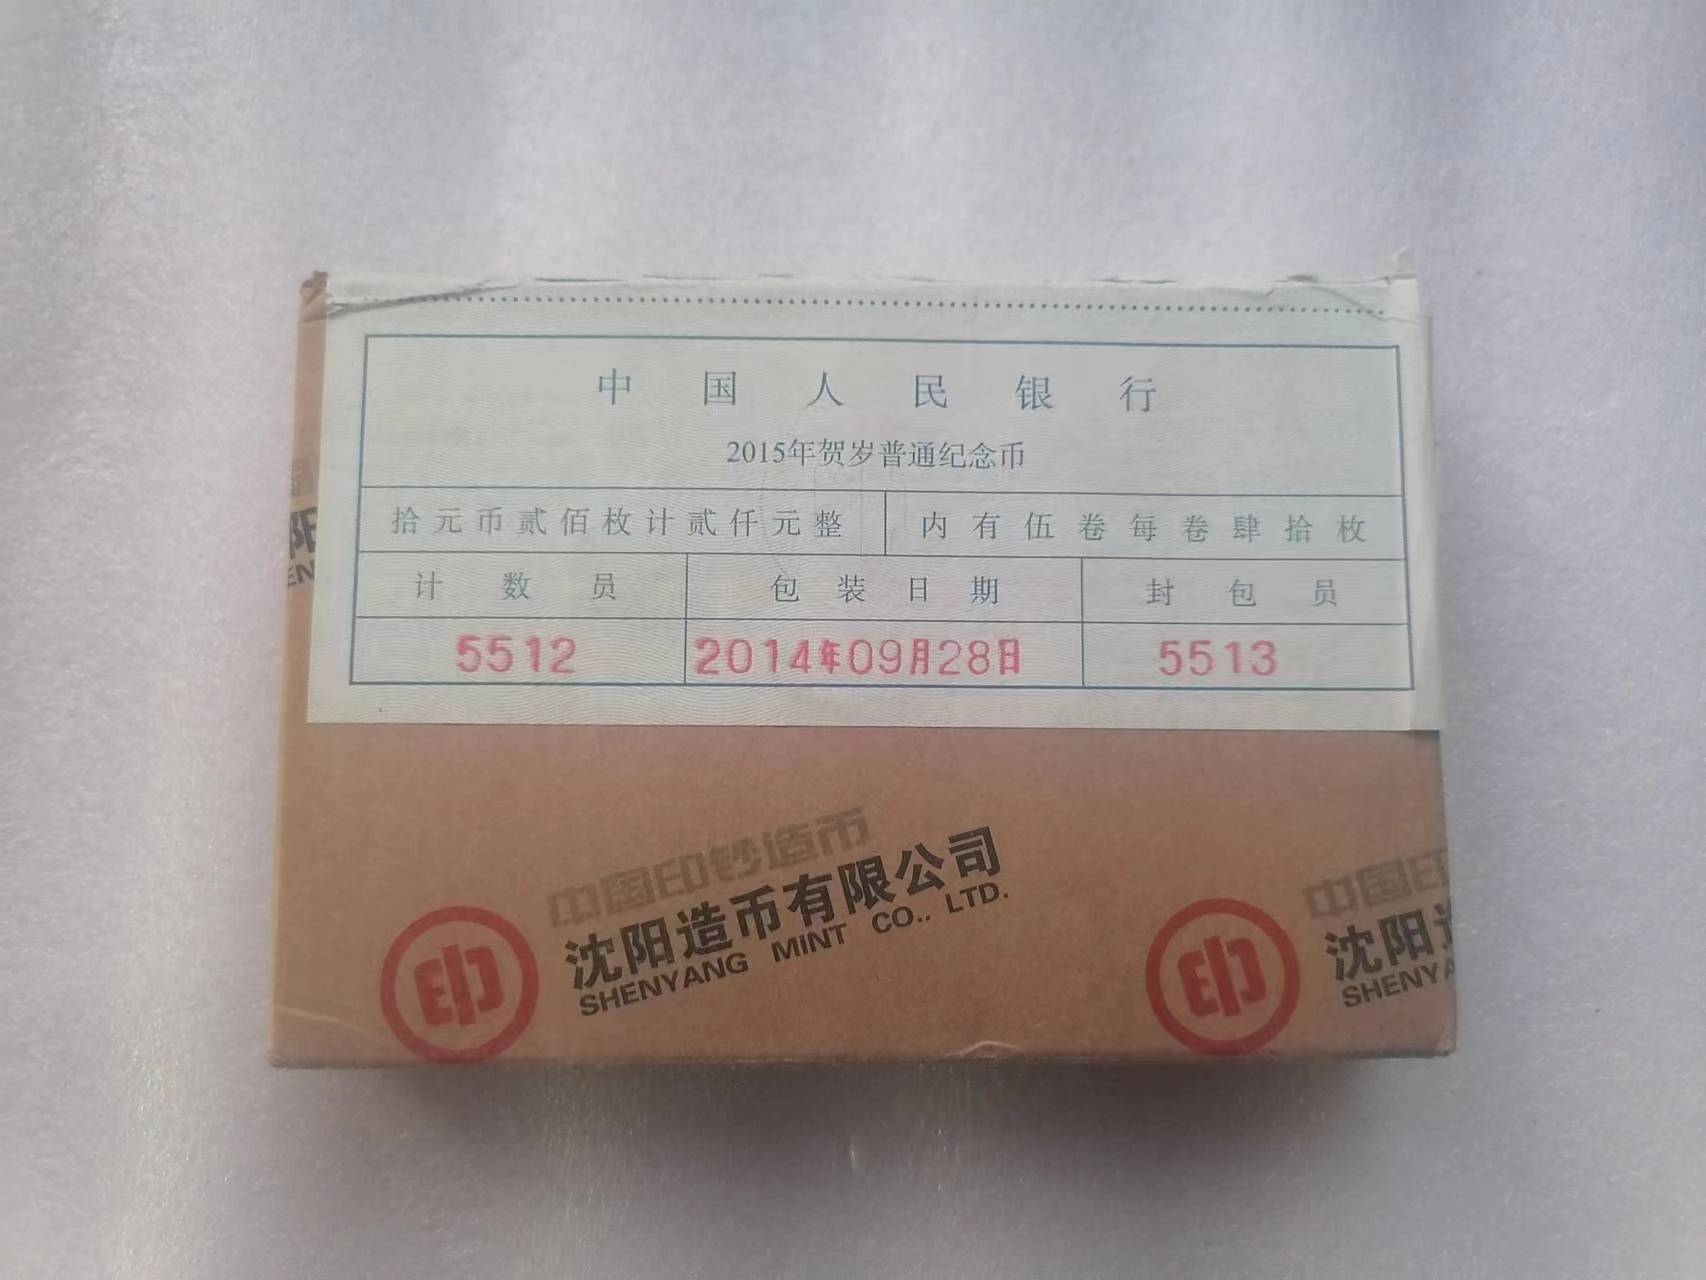 中国人民银行
2015年贺岁普通纪念币
拾元币贰佰枚计贰仟元整 内有伍卷每卷肆拾枚
计数员 包装日期 封包员
5512 2014年09月28日 5513
阳
EN
中国印钞造币
沈阳造币有限公司
SHENYANG MINT CO., LTD.
中国印
沈阳造
SHENYA